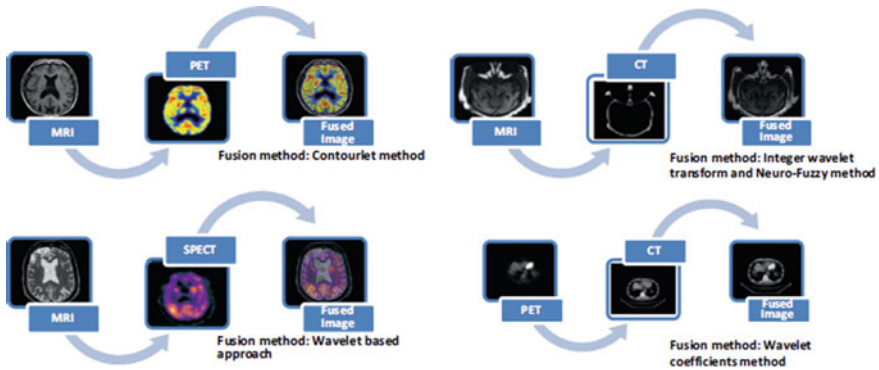 PET
MRI
Fused
Image
Fusion method: Contourlet method
CT
MRI
Fused
Image
Fusion method: Integer wavelet
transform and Neuro-Fuzzy method
SPECT
MRI
Fused
Image
Fusion method: Wavelet based
approach
CT
PET
Fused
Image
Fusion method: Wavelet
coefficients method